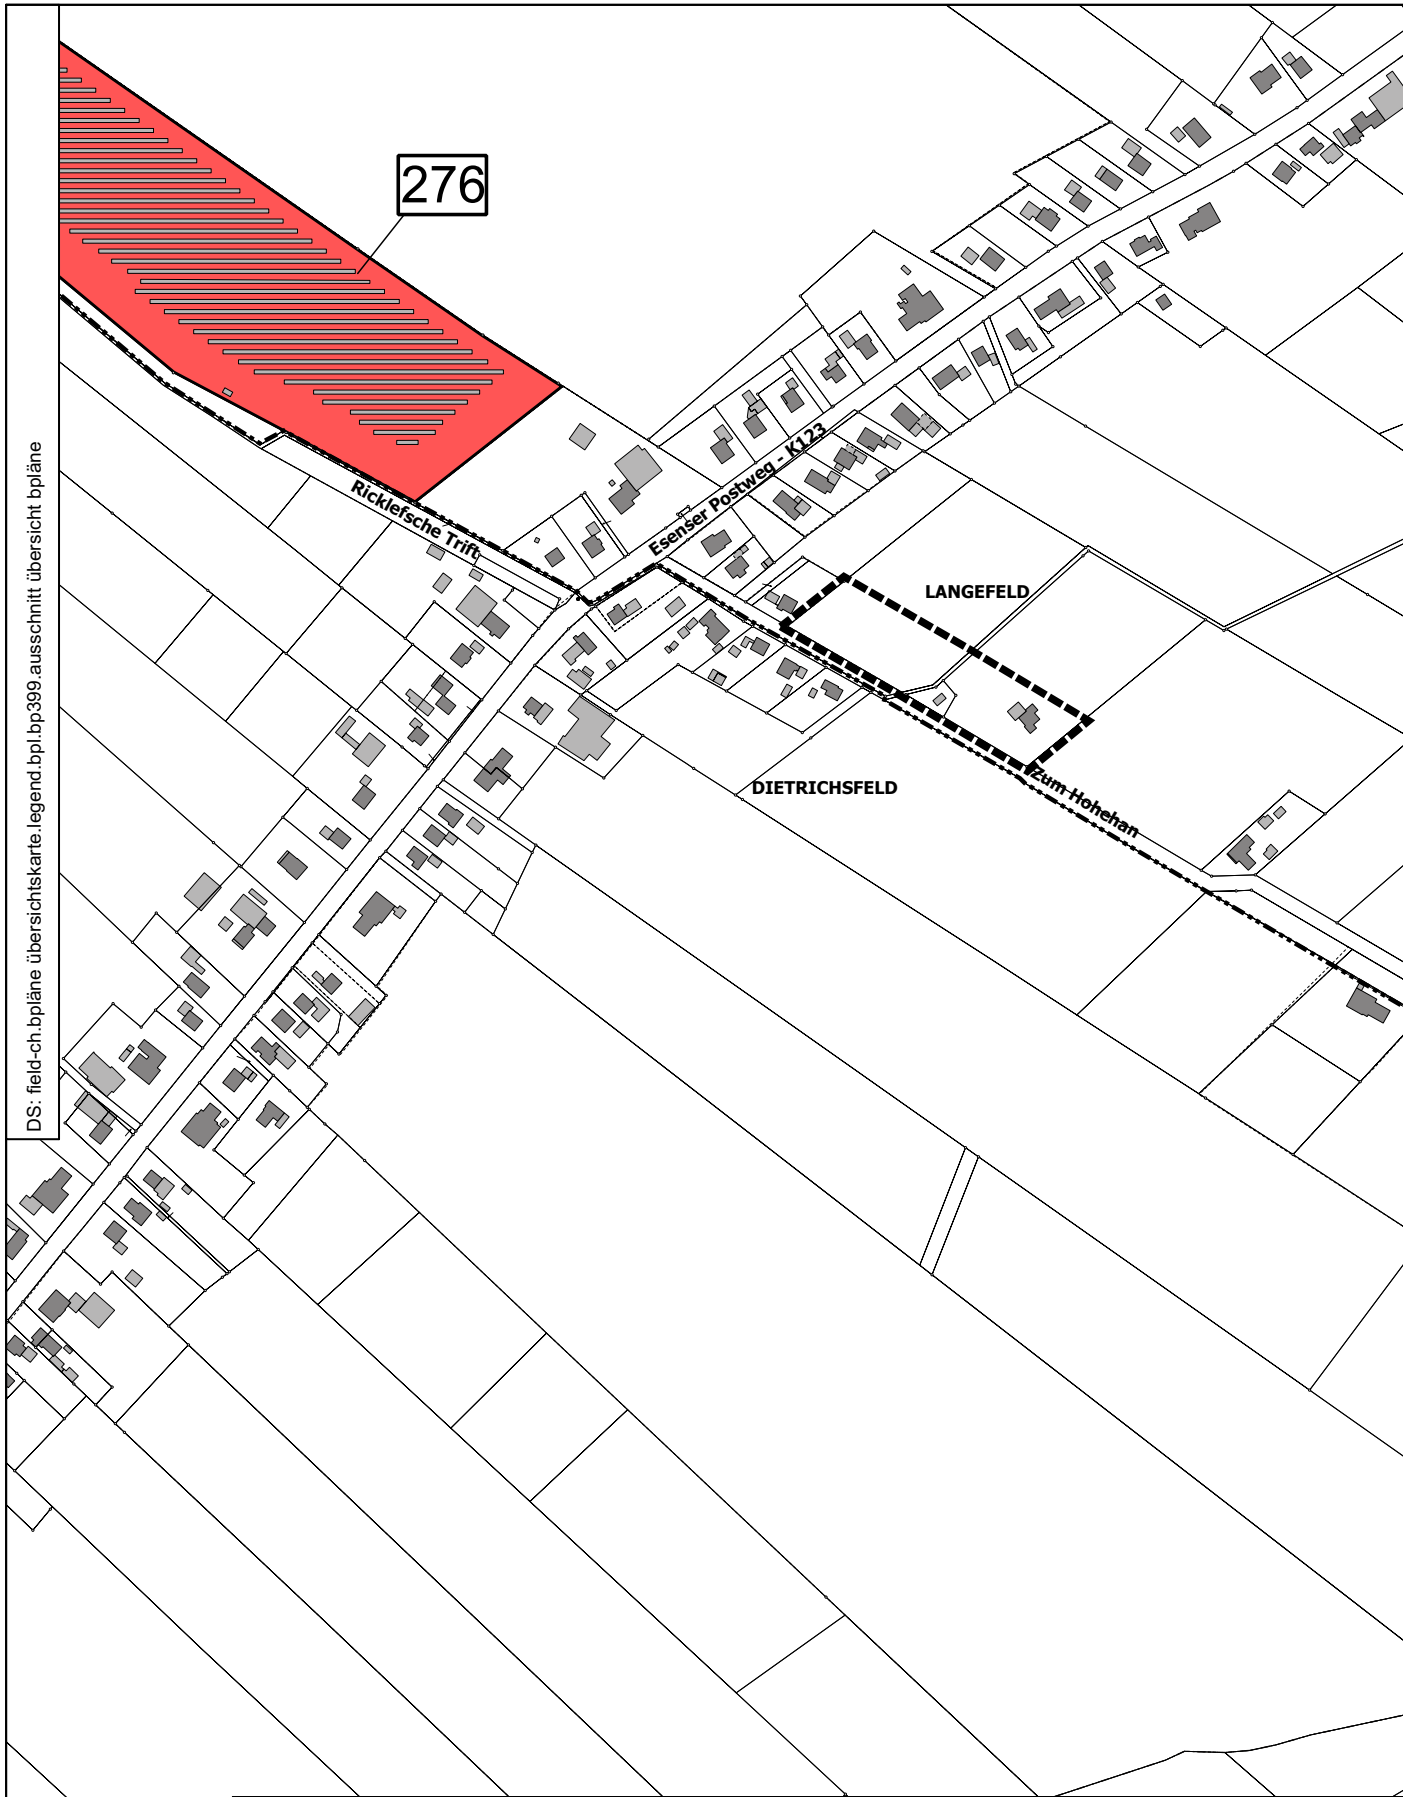 276
Ricklefsche Trift
Esenser Postweg - K123
LANGEFELD
DIETRICHSFELD
Zum Hohehan
DS: field-ch.bpläne übersichtskarte.legend.bpl.bp399.ausschnitt übersicht bpläne